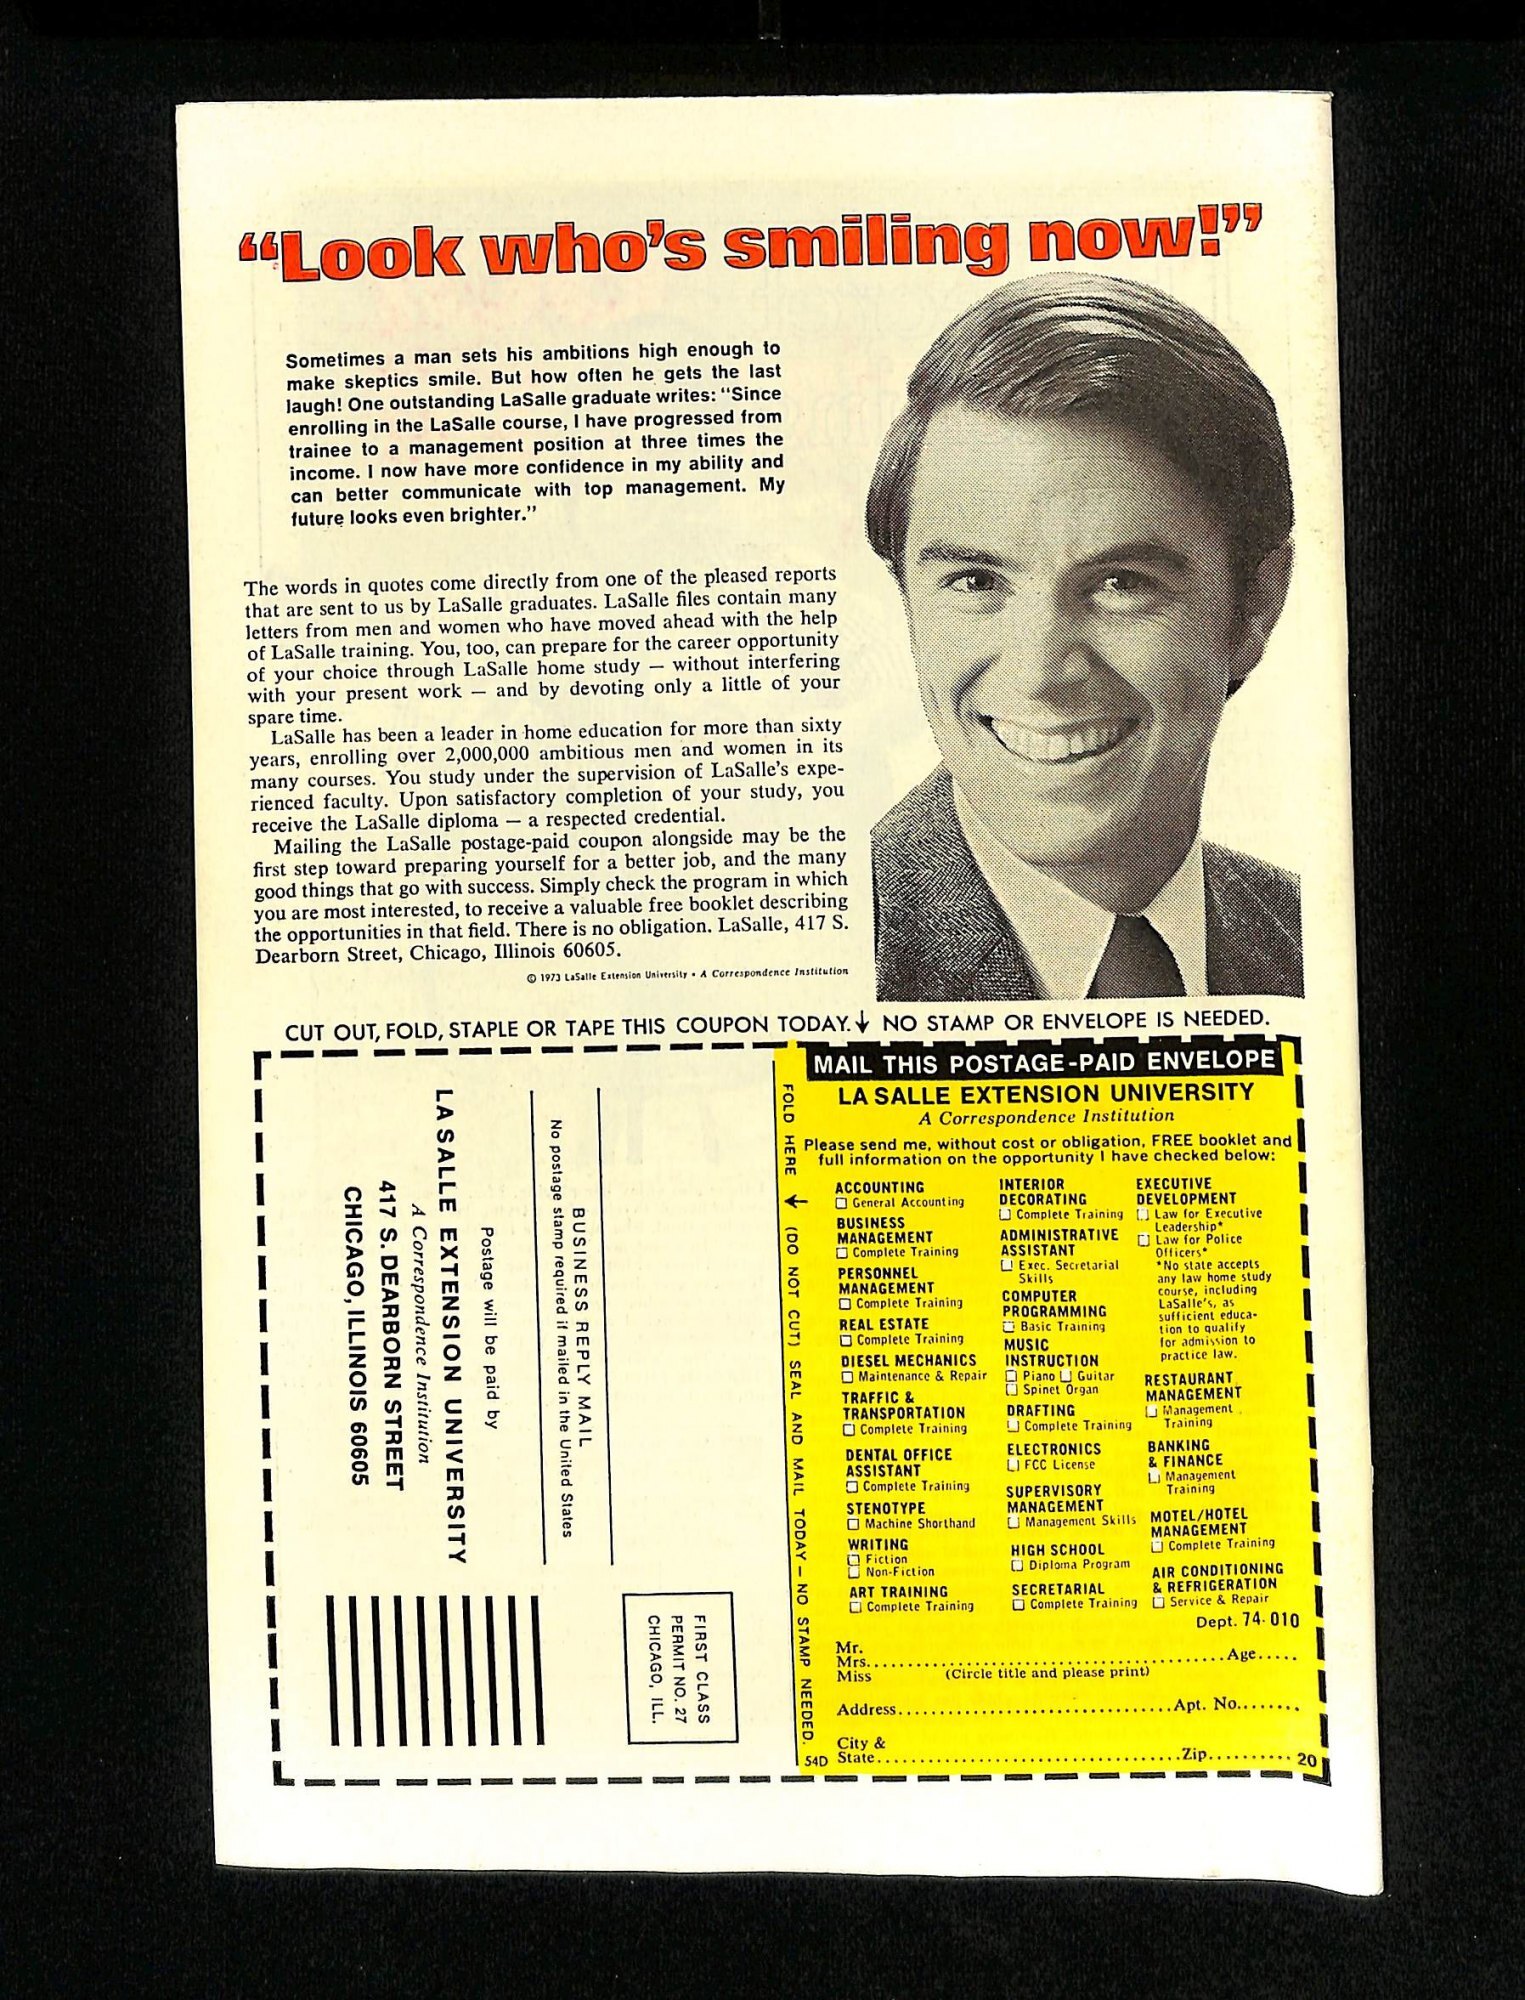 “Look who’s smiling now!”
Sometimes a man sets his ambitions high enough to
make skeptics smile. But how often he gets the last
laugh! One outstanding LaSalle graduate writes: “Since
enrolling in the LaSalle course, I have progressed from
trainee to a management position at three times the
income. I now have more confidence in my ability and
can better communicate with top management. My
future looks even brighter.”
The words in quotes come directly from one of the pleased reports
that are sent to us by LaSalle graduates. LaSalle files contain many
letters from men and women who have moved ahead with the help
of LaSalle training. You, too, can prepare for the career opportunity
of your choice through LaSalle home study — without interfering
with your present work — and by devoting only a little of your
spare time.
LaSalle has been a leader in home education for more than sixty
years, enrolling over 2,000,000 ambitious men and women in its
many courses. You study under the supervision of LaSalle’s expe-
rienced faculty. Upon satisfactory completion of your study, you
receive the LaSalle diploma — a respected credential.
Mailing the LaSalle postage-paid coupon alongside may be the
first step toward preparing yourself for a better job, and the many
good things that go with success. Simply check the program in which
you are most interested, to receive a valuable free booklet describing
the opportunities in that field. There is no obligation. LaSalle, 417 S.
Dearborn Street, Chicago, Illinois 60605.
© 1973 LaSalle Extension University • A Correspondence Institution
CUT OUT, FOLD, STAPLE OR TAPE THIS COUPON TODAY.↓ NO STAMP OR ENVELOPE IS NEEDED.
FIRST CLASS
PERMIT NO. 27
CHICAGO, ILL.
BUSINESS REPLY MAIL
No postage stamp required if mailed in the United States
Postage will be paid by
LA SALLE EXTENSION UNIVERSITY
A Correspondence Institution
417 S. DEARBORN STREET
CHICAGO, ILLINOIS 60605
FOLD HERE → (DO NOT CUT) SEAL AND MAIL TODAY — NO STAMP NEEDED.
MAIL THIS POSTAGE-PAID ENVELOPE
LA SALLE EXTENSION UNIVERSITY
A Correspondence Institution
Please send me, without cost or obligation, FREE booklet and
full information on the opportunity I have checked below:
ACCOUNTING
☐ General Accounting
BUSINESS
MANAGEMENT
☐ Complete Training
PERSONNEL
MANAGEMENT
☐ Complete Training
REAL ESTATE
☐ Complete Training
DIESEL MECHANICS
☐ Maintenance & Repair
TRAFFIC &
TRANSPORTATION
☐ Complete Training
DENTAL OFFICE
ASSISTANT
☐ Complete Training
STENOTYPE
☐ Machine Shorthand
WRITING
☐ Fiction
☐ Non-Fiction
ART TRAINING
☐ Complete Training
INTERIOR
DECORATING
☐ Complete Training
ADMINISTRATIVE
ASSISTANT
☐ Exec. Secretarial
Skills
COMPUTER
PROGRAMMING
☐ Basic Training
MUSIC
INSTRUCTION
☐ Piano ☐ Guitar
☐ Spinet Organ
DRAFTING
☐ Complete Training
ELECTRONICS
☐ FCC License
SUPERVISORY
MANAGEMENT
☐ Management Skills
HIGH SCHOOL
☐ Diploma Program
SECRETARIAL
☐ Complete Training
EXECUTIVE
DEVELOPMENT
☐ Law for Executive
Leadership*
☐ Law for Police
Officers*
*No state accepts
any law home study
course, including
LaSalle’s, as
sufficient educa-
tion to qualify
for admission to
practice law.
RESTAURANT
MANAGEMENT
☐ Management
Training
BANKING
& FINANCE
☐ Management
Training
MOTEL/HOTEL
MANAGEMENT
☐ Complete Training
AIR CONDITIONING
& REFRIGERATION
☐ Service & Repair
Dept. 74-010
Mr.
Mrs..........................................Age.....
Miss (Circle title and please print)
Address................................Apt. No........
City &
54D State....................................Zip.......... 20